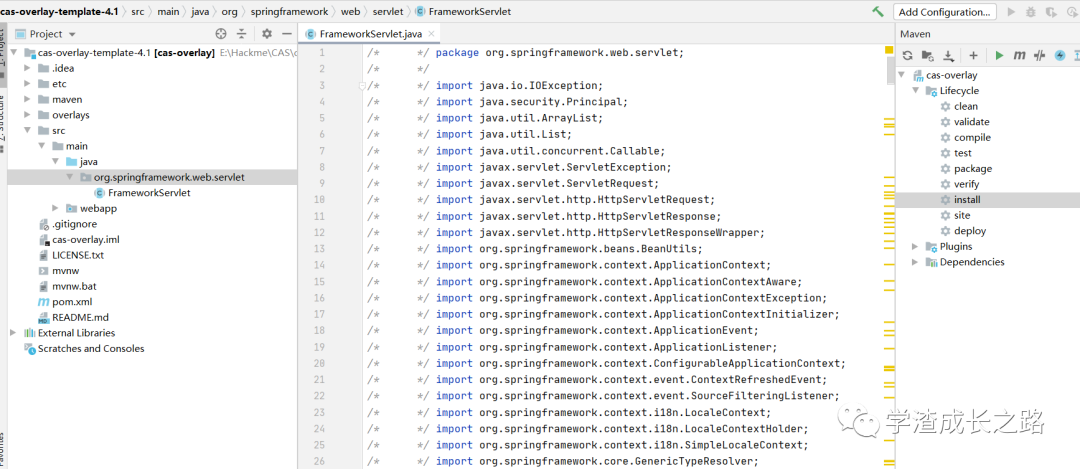 cas-overlay-template-4.1 src main java org springframework web servlet FrameworkServlet Add Configuration...
Project
cas-overlay-template-4.1 [cas-overlay] E:\Hackme\CAS\c
.idea
etc
maven
overlays
src
main
java
org.springframework.web.servlet
FrameworkServlet
webapp
.gitignore
cas-overlay.iml
LICENSE.txt
mvnw
mvnw.bat
pom.xml
README.md
External Libraries
Scratches and Consoles
FrameworkServlet.java
1 /* */ package org.springframework.web.servlet;
2 /* */
3 /* */ import java.io.IOException;
4 /* */ import java.security.Principal;
5 /* */ import java.util.ArrayList;
6 /* */ import java.util.List;
7 /* */ import java.util.concurrent.Callable;
8 /* */ import javax.servlet.ServletException;
9 /* */ import javax.servlet.ServletRequest;
10 /* */ import javax.servlet.http.HttpServletRequest;
11 /* */ import javax.servlet.http.HttpServletResponse;
12 /* */ import javax.servlet.http.HttpServletResponseWrapper;
13 /* */ import org.springframework.beans.BeanUtils;
14 /* */ import org.springframework.context.ApplicationContext;
15 /* */ import org.springframework.context.ApplicationContextAware;
16 /* */ import org.springframework.context.ApplicationContextException;
17 /* */ import org.springframework.context.ApplicationContextInitializer;
18 /* */ import org.springframework.context.ApplicationEvent;
19 /* */ import org.springframework.context.ApplicationListener;
20 /* */ import org.springframework.context.ConfigurableApplicationContext;
21 /* */ import org.springframework.context.event.ContextRefreshedEvent;
22 /* */ import org.springframework.context.event.SourceFilteringListener;
23 /* */ import org.springframework.context.i18n.LocaleContext;
24 /* */ import org.springframework.context.i18n.LocaleContextHolder;
25 /* */ import org.springframework.context.i18n.SimpleLocaleContext;
26 /* */ import org.springframework.core.GenericTypeResolver;
Maven
cas-overlay
Lifecycle
clean
validate
compile
test
package
verify
install
site
deploy
Plugins
Dependencies
学渣成长之路